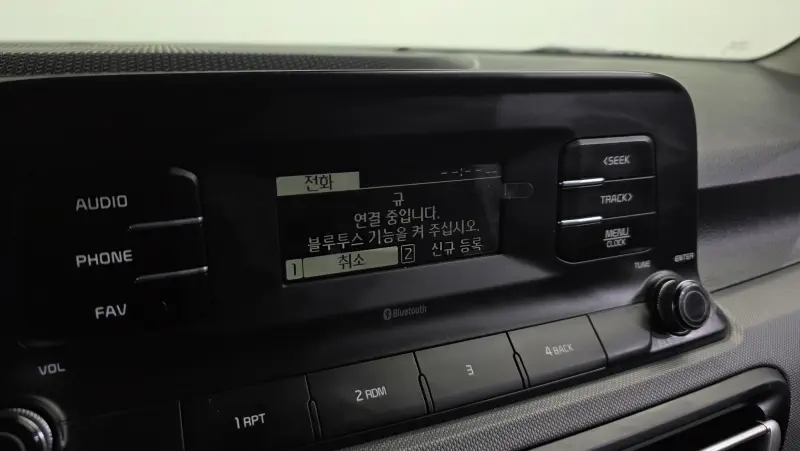 AUDIO
PHONE
FAV
VOL
전화
--:--
규
연결 중입니다.
블루투스 기능을 켜 주십시오.
1 취소 2 신규 등록
<SEEK
TRACK>
MENU
CLOCK
TUNE
ENTER
Bluetooth
1 RPT
2 RDM
3
4 BACK